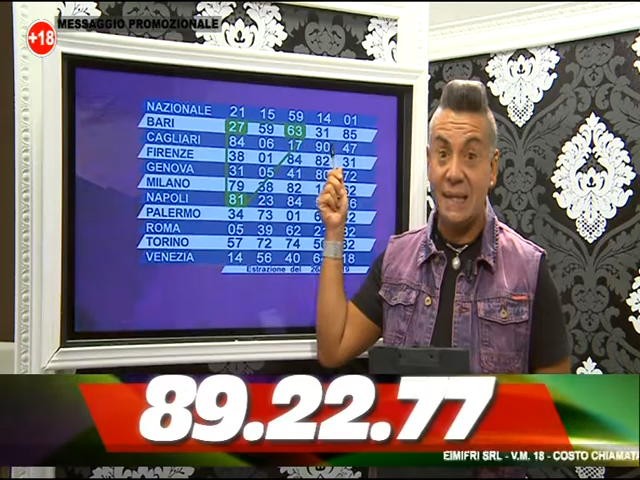 MESSAGGIO PROMOZIONALE
+18
NAZIONALE 21 15 59 14 01
BARI 27 59 63 31 85
CAGLIARI 84 06 17 90 47
FIRENZE 38 01 84 82 31
GENOVA 31 05 41 80 72
MILANO 79 38 82
NAPOLI 81 23 84
PALERMO 34 73 01
ROMA 05 39 62
TORINO 57 72 74
VENEZIA 14 56 40 18
Estrazione del
89.22.77
EIMIFRI SRL - V.M. 18 - COSTO CHIAMATA